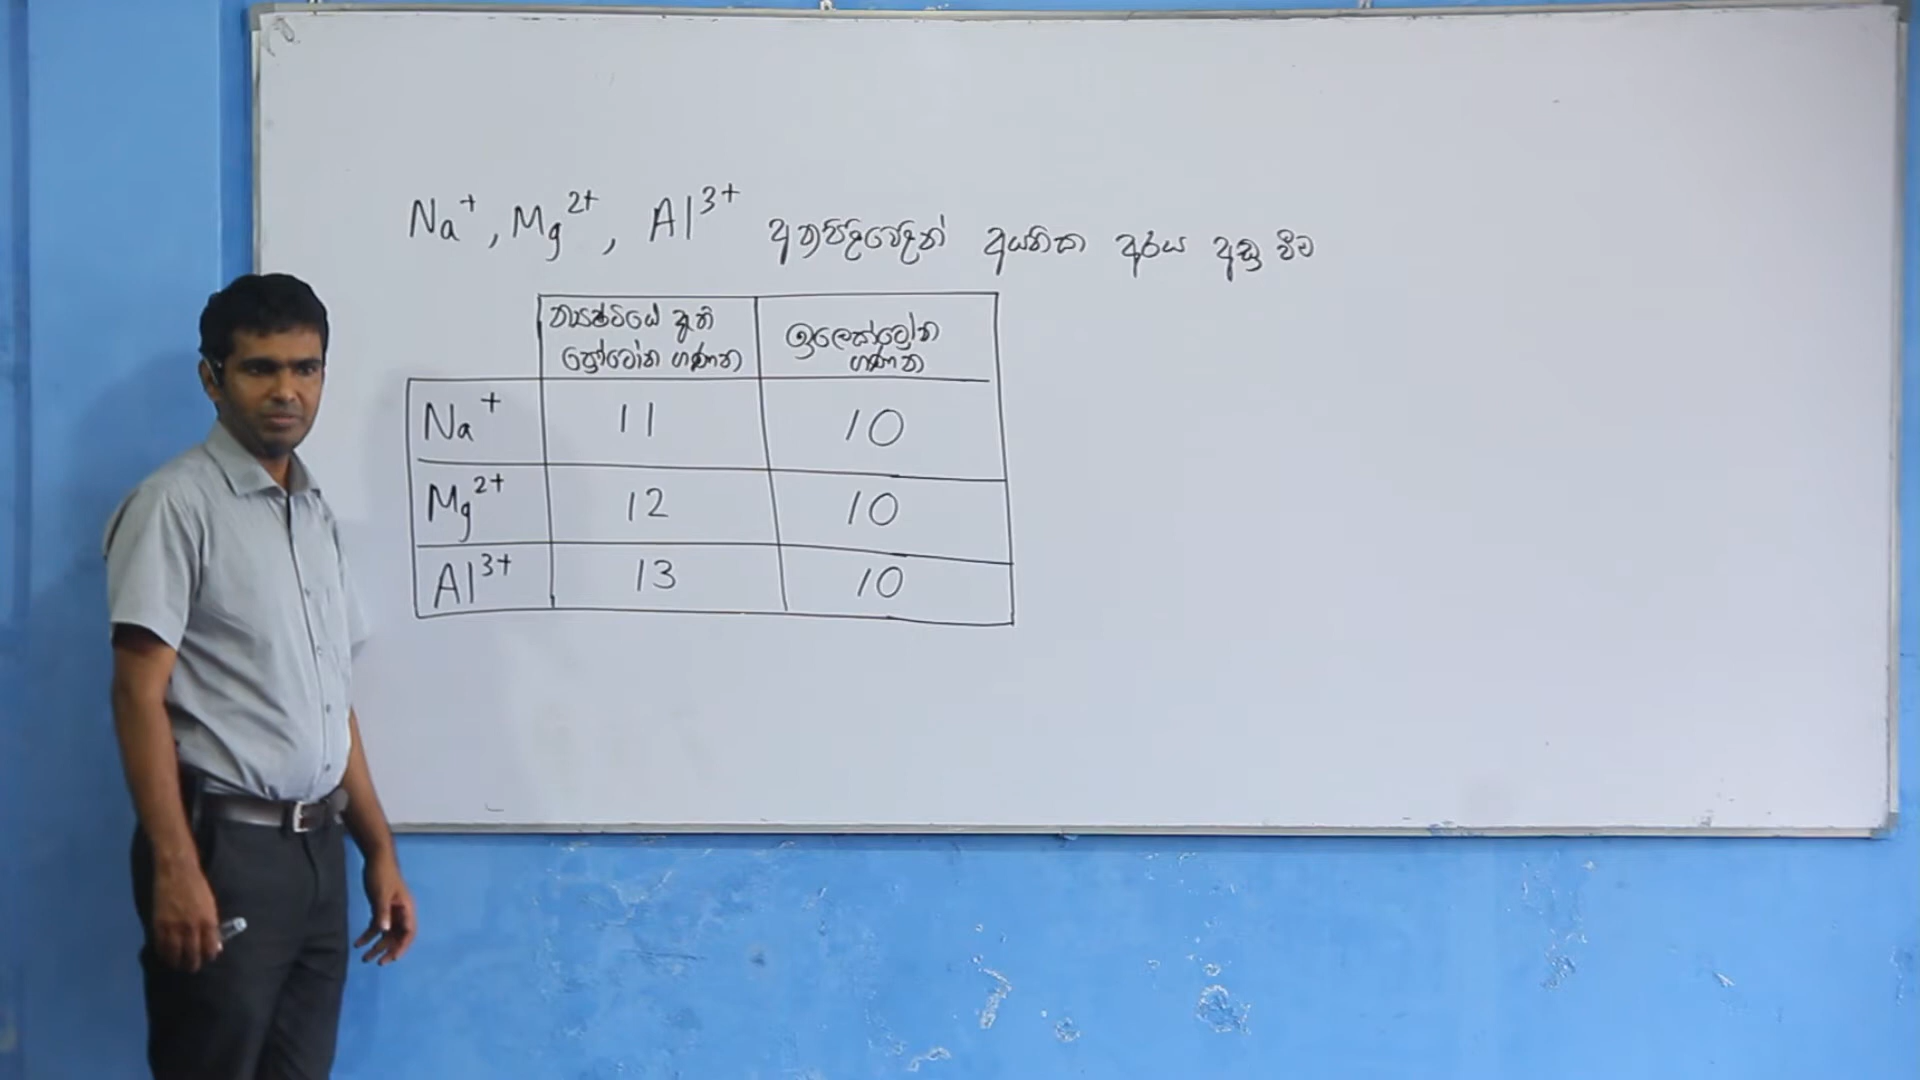 Na⁺, Mg²⁺, Al³⁺ අනුපිළිවෙලින් අයනික අරය අඩු වීම
න්‍යෂ්ටියේ ඇති ප්‍රෝටෝන ගණන
ඉලෙක්ට්‍රෝන ගණන
Na⁺ 11 10
Mg²⁺ 12 10
Al³⁺ 13 10